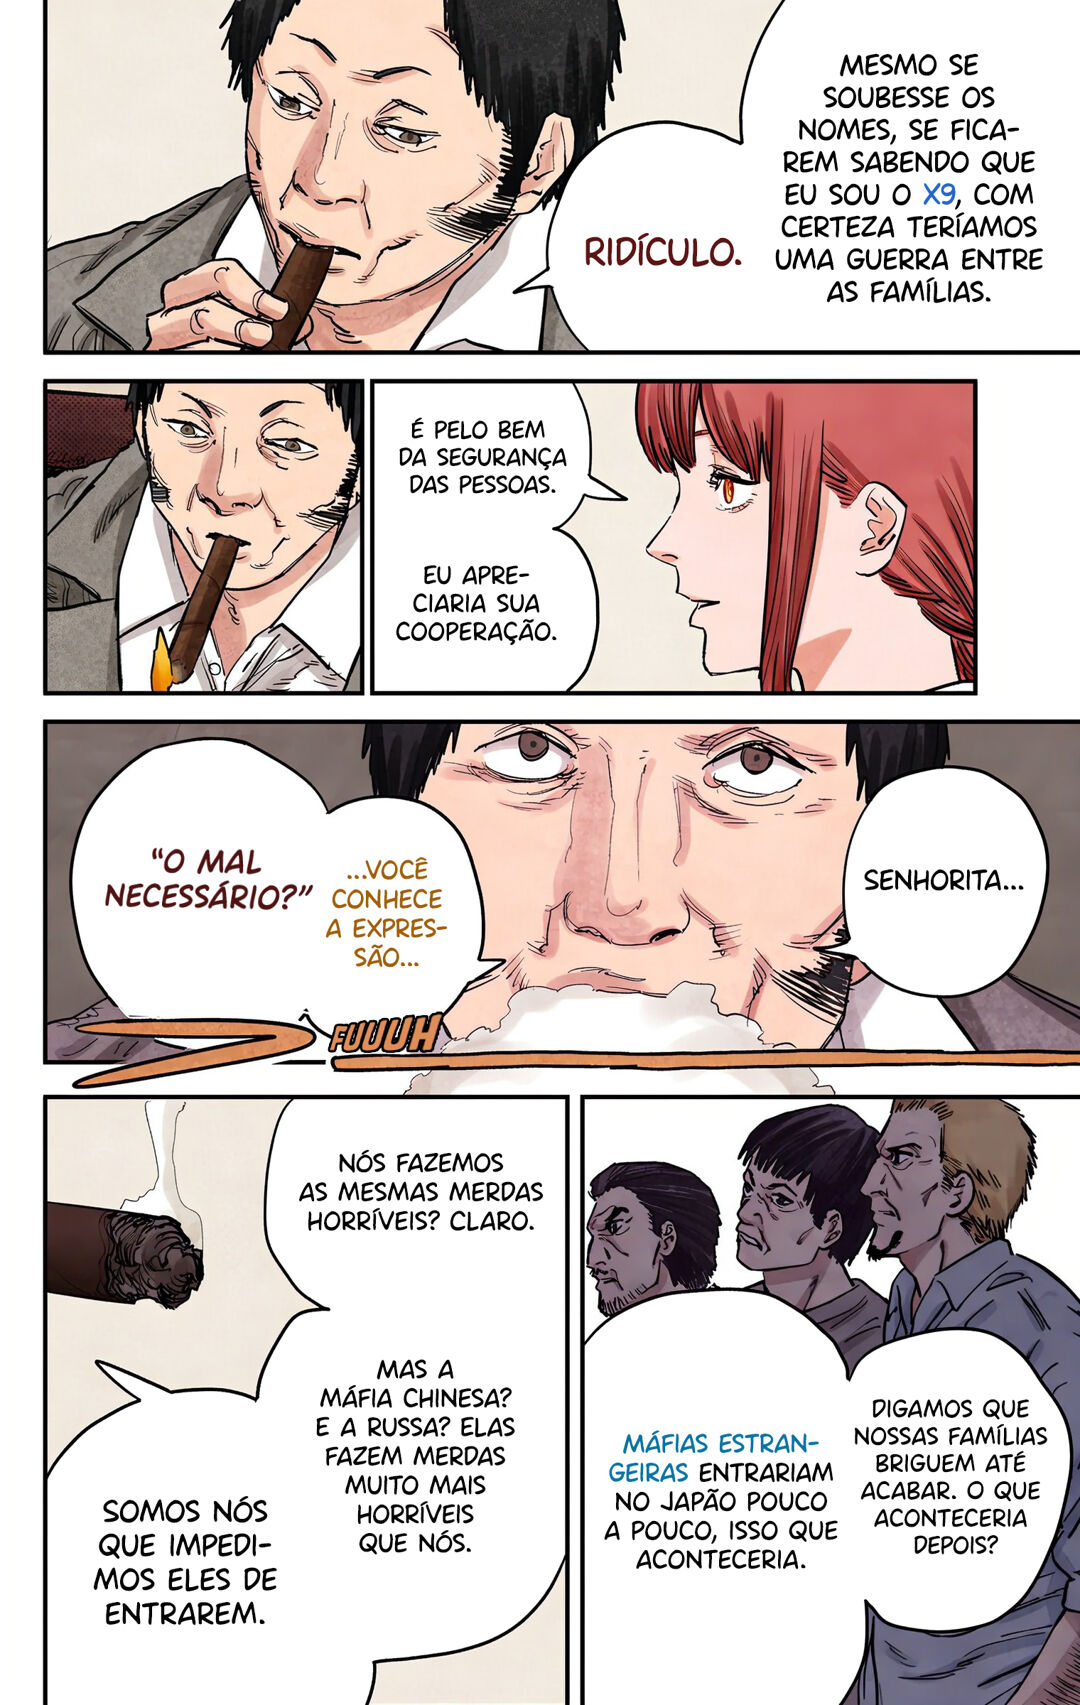 MESMO SE
SOUBESSE OS
NOMES, SE FICA-
REM SABENDO QUE
EU SOU O X9, COM
CERTEZA TERÍAMOS
UMA GUERRA ENTRE
AS FAMÍLIAS.
RIDÍCULO.
É PELO BEM
DA SEGURANÇA
DAS PESSOAS.
EU APRE-
CIARIA SUA
COOPERAÇÃO.
SENHORITA...
...VOCÊ
CONHECE
A EXPRES-
SÃO...
“O MAL
NECESSÁRIO?”
FUUUH
DIGAMOS QUE
NOSSAS FAMÍLIAS
BRIGUEM ATÉ
ACABAR. O QUE
ACONTECERIA
DEPOIS?
MÁFIAS ESTRAN-
GEIRAS ENTRARIAM
NO JAPÃO POUCO
A POUCO, ISSO QUE
ACONTECERIA.
NÓS FAZEMOS
AS MESMAS MERDAS
HORRÍVEIS? CLARO.
MAS A
MÁFIA CHINESA?
E A RUSSA? ELAS
FAZEM MERDAS
MUITO MAIS
HORRÍVEIS
QUE NÓS.
SOMOS NÓS
QUE IMPEDI-
MOS ELES DE
ENTRAREM.